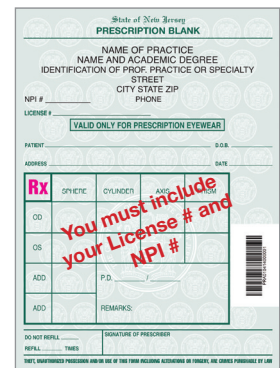 State of New Jersey
PRESCRIPTION BLANK
NAME OF PRACTICE
NAME AND ACADEMIC DEGREE
IDENTIFICATION OF PROF. PRACTICE OR SPECIALTY
STREET
CITY STATE ZIP
NPI # PHONE
LICENSE #
VALID ONLY FOR PRESCRIPTION EYEWEAR
PATIENT D.O.B.
ADDRESS DATE
Rx SPHERE CYLINDER AXIS PRISM
OD
OS
You must include
your License # and
NPI #
ADD P.D. /
ADD REMARKS:
DO NOT REFILL SIGNATURE OF PRESCRIBER
REFILL TIMES
THEFT, UNAUTHORIZED POSSESSION AND/OR USE OF THIS FORM INCLUDING ALTERATIONS OR FORGERY, ARE CRIMES PUNISHABLE BY LAW